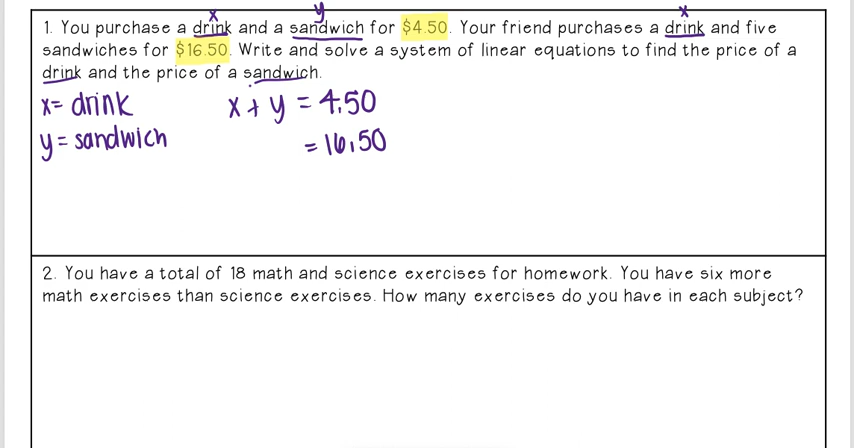 x y x
1. You purchase a drink and a sandwich for $4.50. Your friend purchases a drink and five
sandwiches for $16.50. Write and solve a system of linear equations to find the price of a
drink and the price of a sandwich.
x = drink x + y = 4.50
y = sandwich = 16.50
2. You have a total of 18 math and science exercises for homework. You have six more
math exercises than science exercises. How many exercises do you have in each subject?